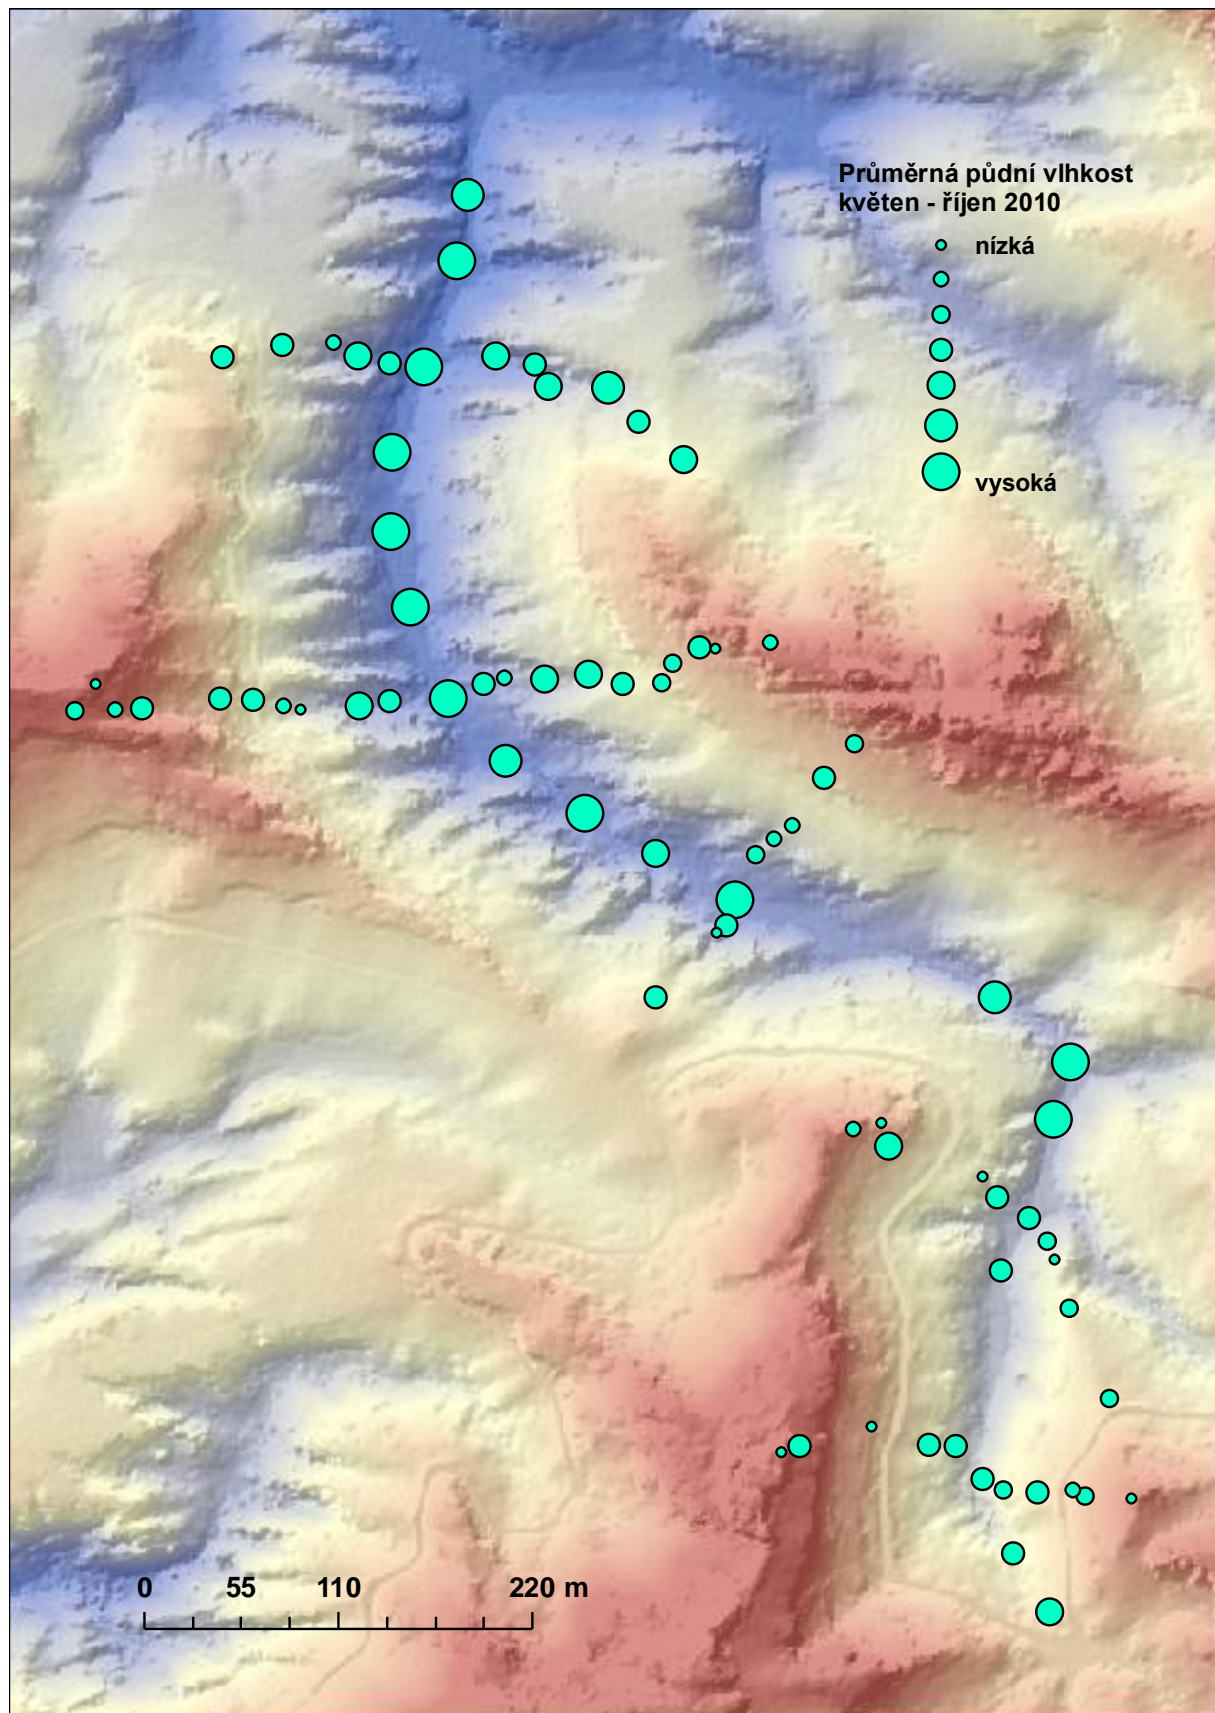 Průměrná půdní vlhkost
květen - říjen 2010
nízká
vysoká
0 55 110 220 m